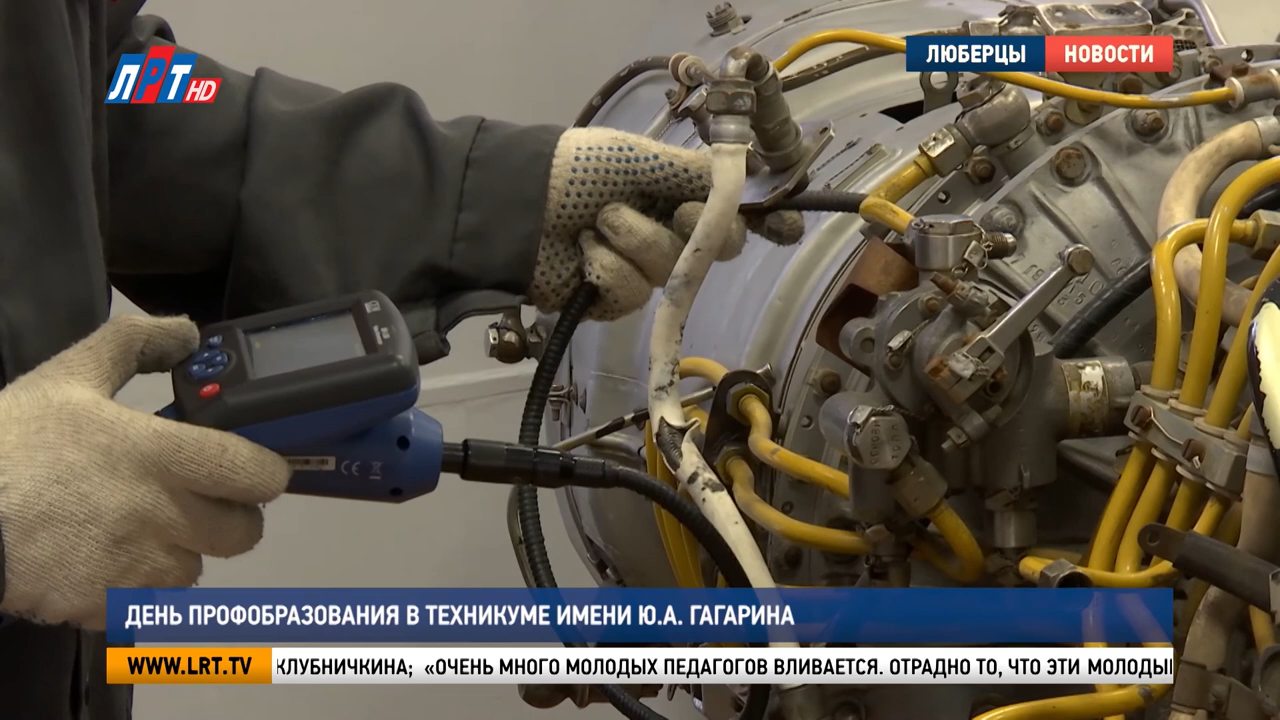 ЛРТ HD
ЛЮБЕРЦЫ НОВОСТИ
CE
ДЕНЬ ПРОФОБРАЗОВАНИЯ В ТЕХНИКУМЕ ИМЕНИ Ю.А. ГАГАРИНА
WWW.LRT.TV КЛУБНИЧКИНА; «ОЧЕНЬ МНОГО МОЛОДЫХ ПЕДАГОГОВ ВЛИВАЕТСЯ. ОТРАДНО ТО, ЧТО ЭТИ МОЛОДЫ